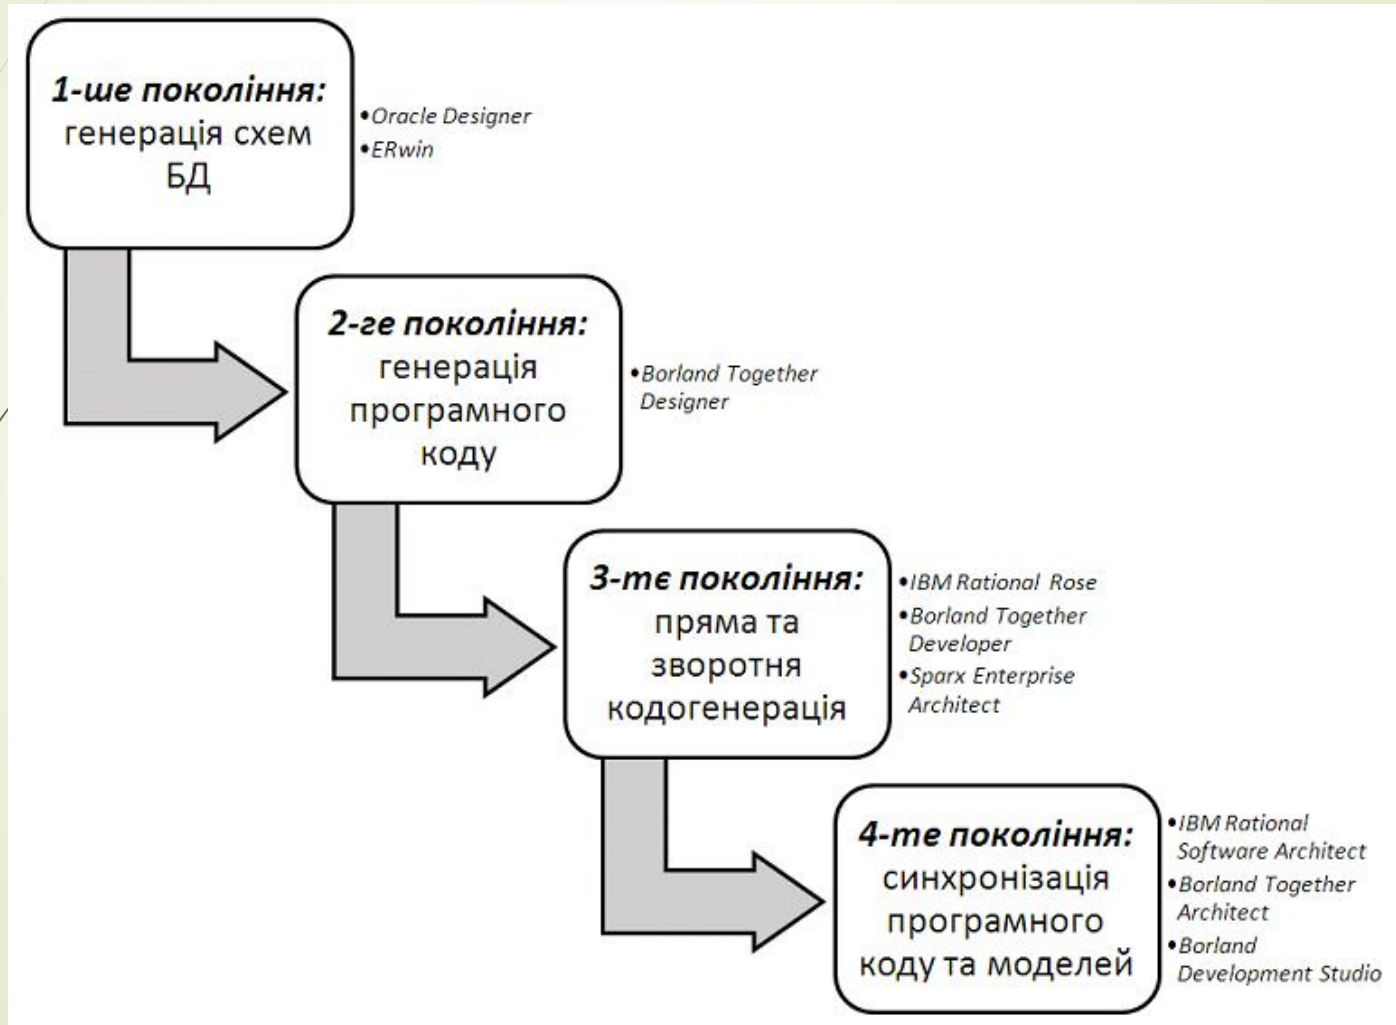 1-ше покоління:
генерація схем
БД
•Oracle Designer
•ERwin
2-ге покоління:
генерація
програмного
коду
•Borland Together
Designer
3-тє покоління:
пряма та
зворотня
кодогенерація
•IBM Rational Rose
•Borland Together
Developer
•Sparx Enterprise
Architect
4-те покоління:
синхронізація
програмного
коду та моделей
•IBM Rational
Software Architect
•Borland Together
Architect
•Borland
Development Studio